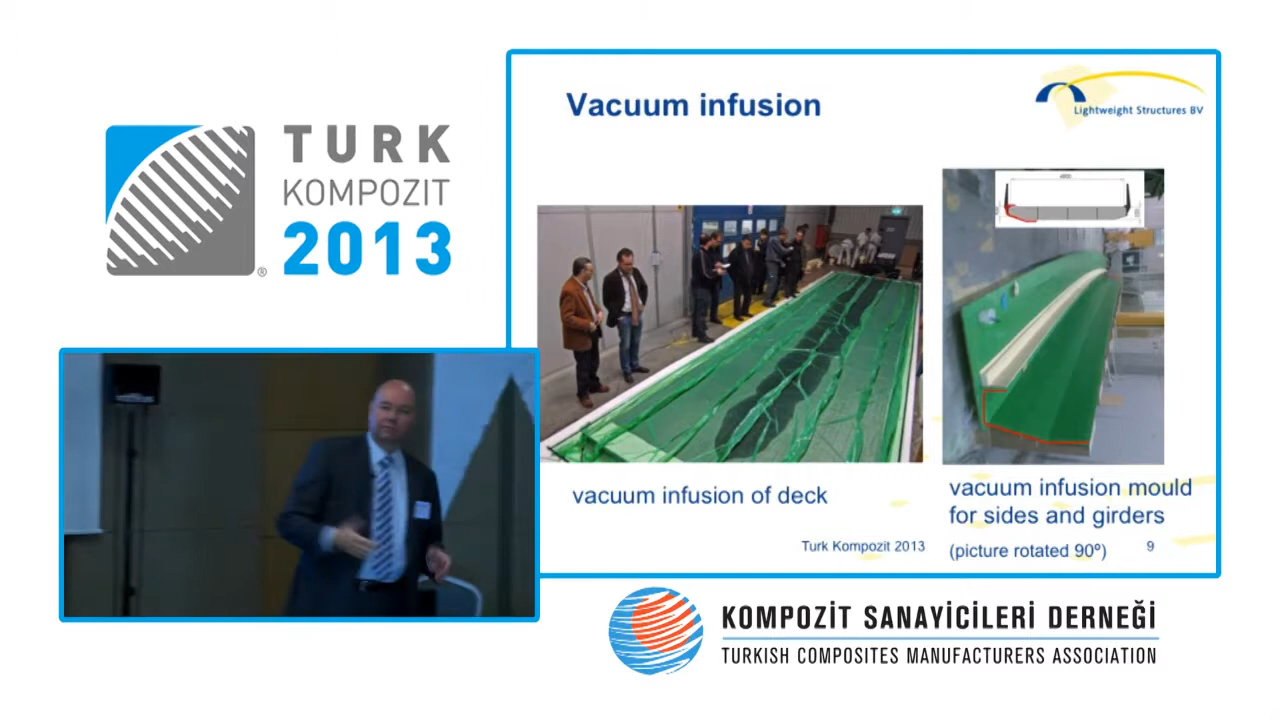 TURK
KOMPOZIT
2013
®
Vacuum infusion
Lightweight Structures BV
vacuum infusion of deck
vacuum infusion mould
for sides and girders
(picture rotated 90º)
Turk Kompozit 2013
9
KOMPOZİT SANAYİCİLERİ DERNEĞİ
TURKISH COMPOSITES MANUFACTURERS ASSOCIATION